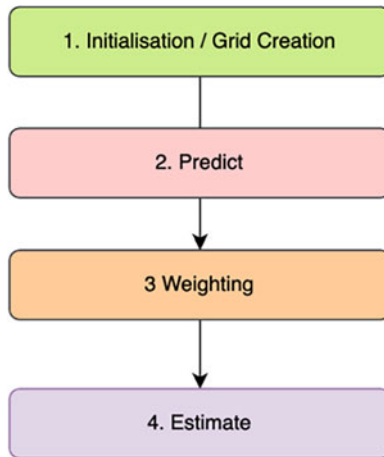 1. Initialisation / Grid Creation
2. Predict
3 Weighting
4. Estimate